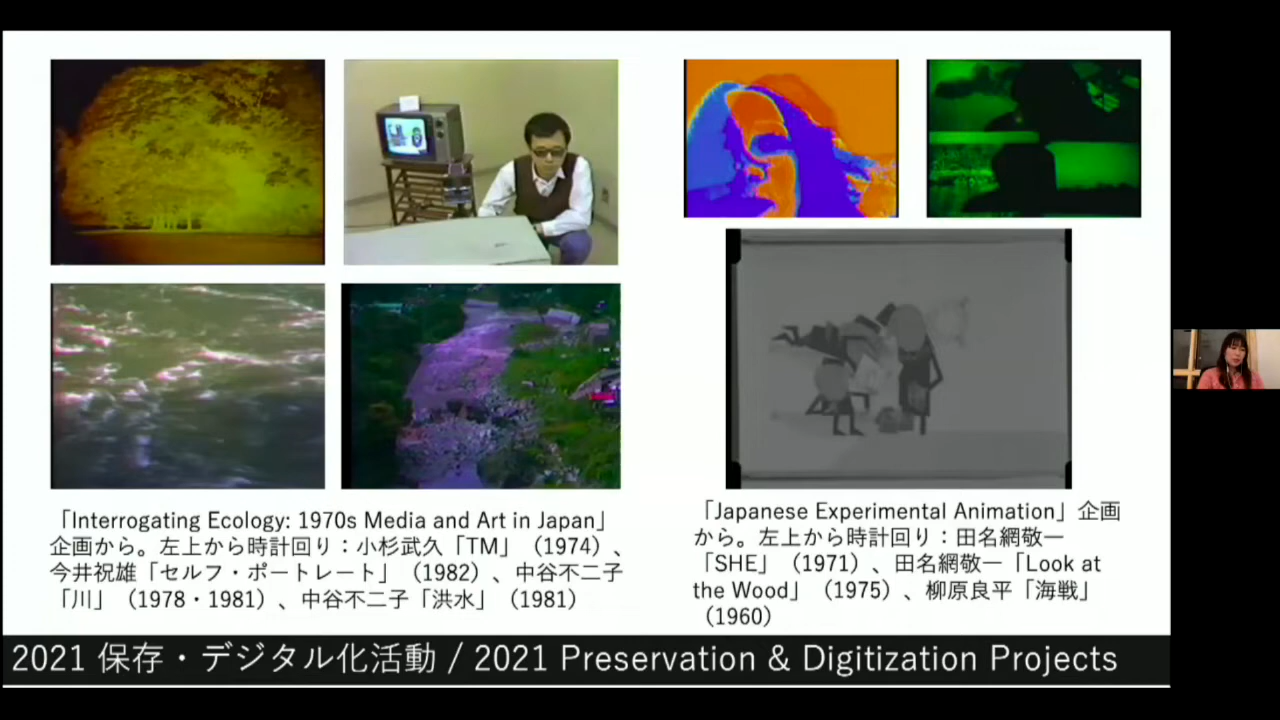 「Interrogating Ecology: 1970s Media and Art in Japan」
企画から。左上から時計回り：小杉武久「TM」（1974）、
今井祝雄「セルフ・ポートレート」（1982）、中谷不二子
「川」（1978・1981）、中谷不二子「洪水」（1981）
「Japanese Experimental Animation」企画
から。左上から時計回り：田名網敬一
「SHE」（1971）、田名網敬一「Look at
the Wood」（1975）、柳原良平「海戦」
（1960）
2021 保存・デジタル化活動 / 2021 Preservation & Digitization Projects